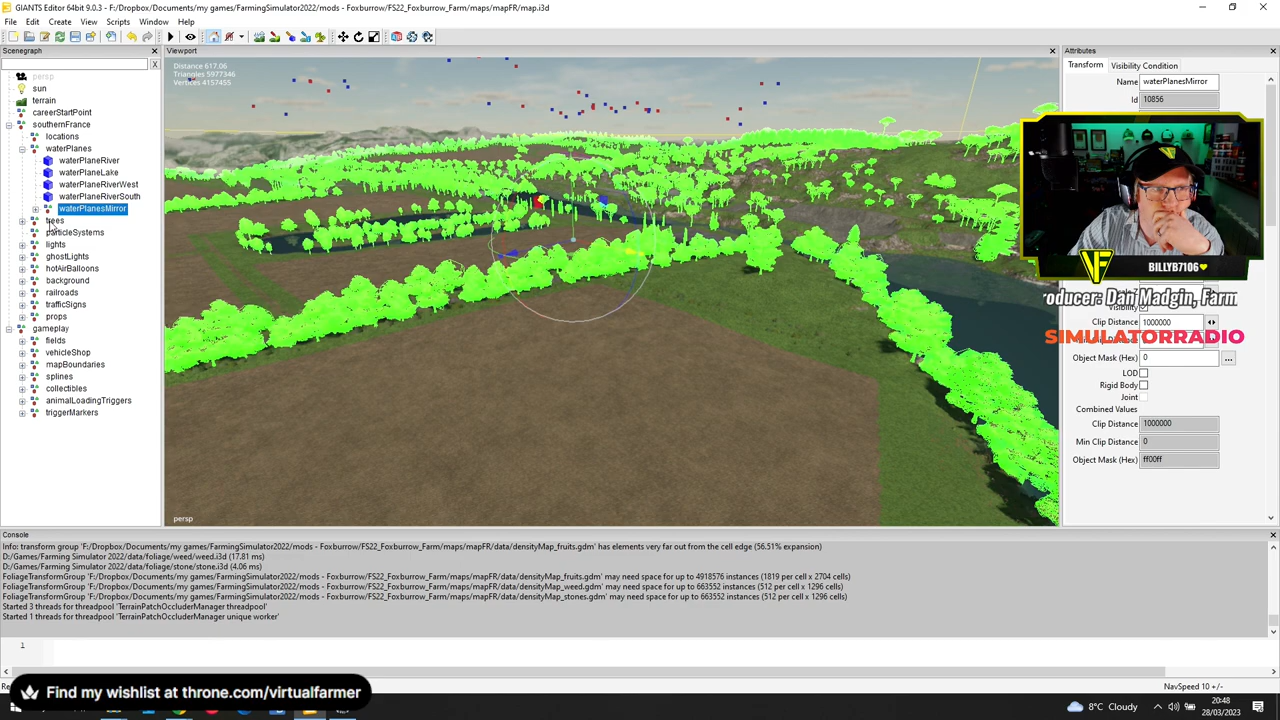 GIANTS Editor 64bit - v9.0.3 - F:/Dropbox/Documents/my games/FarmingSimulator2022/mods - Foxburrow/FS22_Foxburrow_Farm/maps/mapFR/map.i3d
File Edit Create View Scripts Window Help
Scenegraph
Viewport
Attributes
X
persp
sun
terrain
careerStartPoint
southernFrance
locations
waterPlanes
waterPlaneRiver
waterPlaneLake
waterPlaneRiverWest
waterPlaneRiverSouth
waterPlanesMirror
trees
particleSystems
lights
ghostLights
hotAirBalloons
background
railroads
trafficSigns
props
gameplay
fields
vehicleShop
mapBoundaries
splines
collectibles
animalLoadingTriggers
triggerMarkers
Distance 617.06
Triangles 5977346
Vertices 4157455
persp
Transform Visibility Condition
Name waterPlanesMirror
Id 10856
VF
BILLYB7106
roducer: Dan Madgin, Farm
SIMULATORRADIO
Clip Distance 1000000
Object Mask (Hex) 0 ...
LOD
Rigid Body
Joint
Combined Values
Clip Distance 1000000
Min Clip Distance 0
Object Mask (Hex) ff00ff
Console
Info: transform group 'F:/Dropbox/Documents/my games/FarmingSimulator2022/mods - Foxburrow/FS22_Foxburrow_Farm/maps/mapFR/data/densityMap_fruits.gdm' has elements very far out from the cell edge (56.51% expansion)
D:/Games/Farming Simulator 2022/data/foliage/weed/weed.i3d (17.81 ms)
D:/Games/Farming Simulator 2022/data/foliage/stone/stone.i3d (4.06 ms)
FoliageTransformGroup 'F:/Dropbox/Documents/my games/FarmingSimulator2022/mods - Foxburrow/FS22_Foxburrow_Farm/maps/mapFR/data/densityMap_fruits.gdm' may need space for up to 4918576 instances (1819 per cell x 2704 cells)
FoliageTransformGroup 'F:/Dropbox/Documents/my games/FarmingSimulator2022/mods - Foxburrow/FS22_Foxburrow_Farm/maps/mapFR/data/densityMap_weed.gdm' may need space for up to 663552 instances (512 per cell x 1296 cells)
FoliageTransformGroup 'F:/Dropbox/Documents/my games/FarmingSimulator2022/mods - Foxburrow/FS22_Foxburrow_Farm/maps/mapFR/data/densityMap_stones.gdm' may need space for up to 663552 instances (512 per cell x 1296 cells)
Started 3 threads for threadpool 'TerrainPatchOccluderManager threadpool'
Started 1 threads for threadpool 'TerrainPatchOccluderManager unique worker'
1
NavSpeed 10 +/-
Find my wishlist at throne.com/virtualfarmer
8°C Cloudy
20:48
28/03/2023